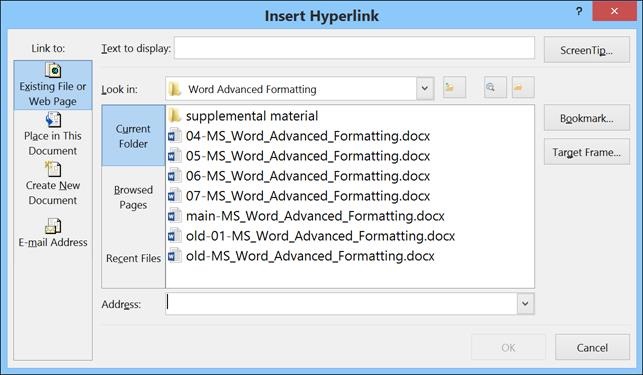 Insert Hyperlink
?
Link to:
Text to display:
ScreenTip...
Existing File or
Web Page
Place in This
Document
Create New
Document
E-mail Address
Look in:
Word Advanced Formatting
Current
Folder
Browsed
Pages
Recent Files
supplemental material
04-MS_Word_Advanced_Formatting.docx
05-MS_Word_Advanced_Formatting.docx
06-MS_Word_Advanced_Formatting.docx
07-MS_Word_Advanced_Formatting.docx
main-MS_Word_Advanced_Formatting.docx
old-01-MS_Word_Advanced_Formatting.docx
old-MS_Word_Advanced_Formatting.docx
Bookmark...
Target Frame...
Address:
OK
Cancel